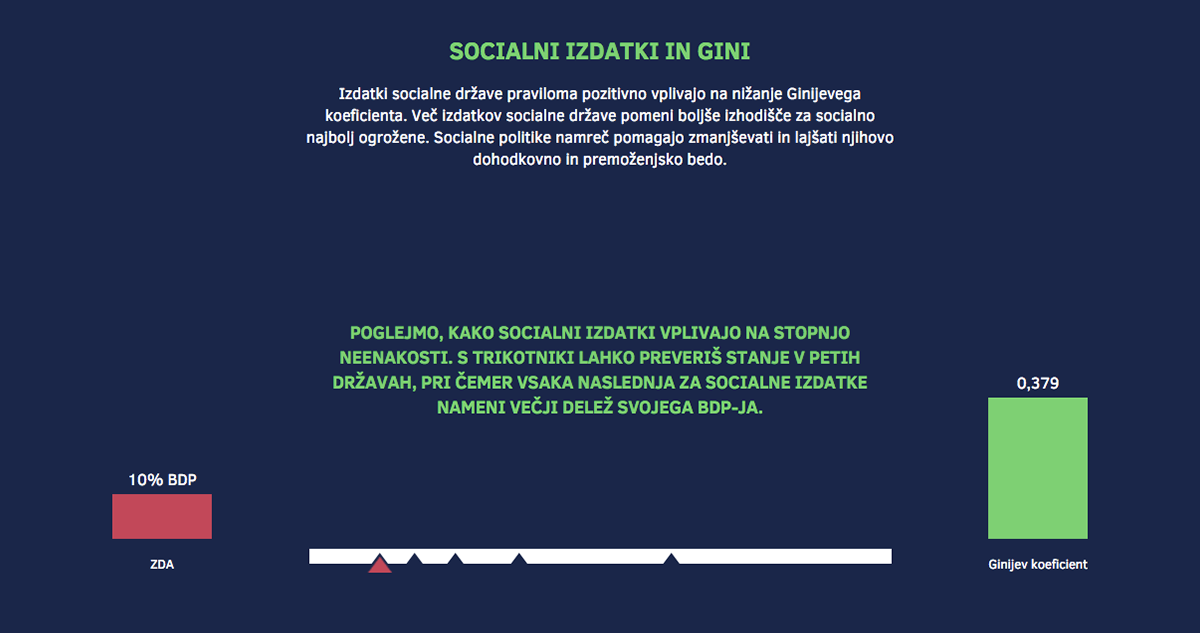 SOCIALNI IZDATKI IN GINI
Izdatki socialne države praviloma pozitivno vplivajo na nižanje Ginijevega
koeficienta. Več izdatkov socialne države pomeni boljše izhodišče za socialno
najbolj ogrožene. Socialne politike namreč pomagajo zmanjševati in lajšati njihovo
dohodkovno in premoženjsko bedo.
POGLEJMO, KAKO SOCIALNI IZDATKI VPLIVAJO NA STOPNJO
NEENAKOSTI. S TRIKOTNIKI LAHKO PREVERIŠ STANJE V PETIH
DRŽAVAH, PRI ČEMER VSAKA NASLEDNJA ZA SOCIALNE IZDATKE
NAMENI VEČJI DELEŽ SVOJEGA BDP-JA.
10% BDP
ZDA
0,379
Ginijev koeficient